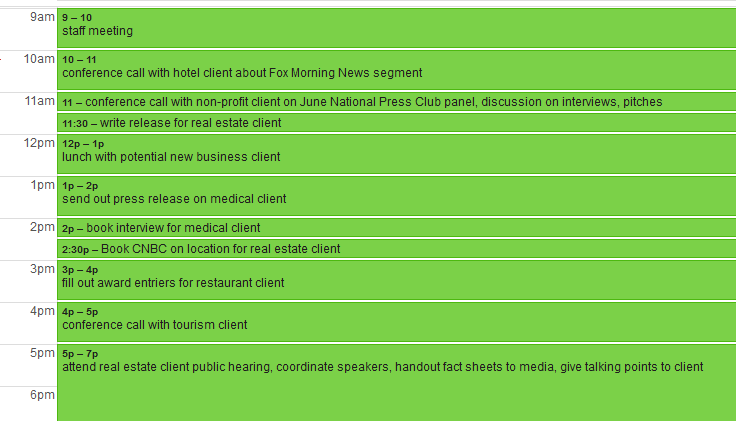 9am
9 – 10
staff meeting
10am
10 – 11
conference call with hotel client about Fox Morning News segment
11am
11 – conference call with non-profit client on June National Press Club panel, discussion on interviews, pitches
11:30 – write release for real estate client
12pm
12p – 1p
lunch with potential new business client
1pm
1p – 2p
send out press release on medical client
2pm
2p – book interview for medical client
2:30p – Book CNBC on location for real estate client
3pm
3p – 4p
fill out award entriers for restaurant client
4pm
4p – 5p
conference call with tourism client
5pm
5p – 7p
attend real estate client public hearing, coordinate speakers, handout fact sheets to media, give talking points to client
6pm